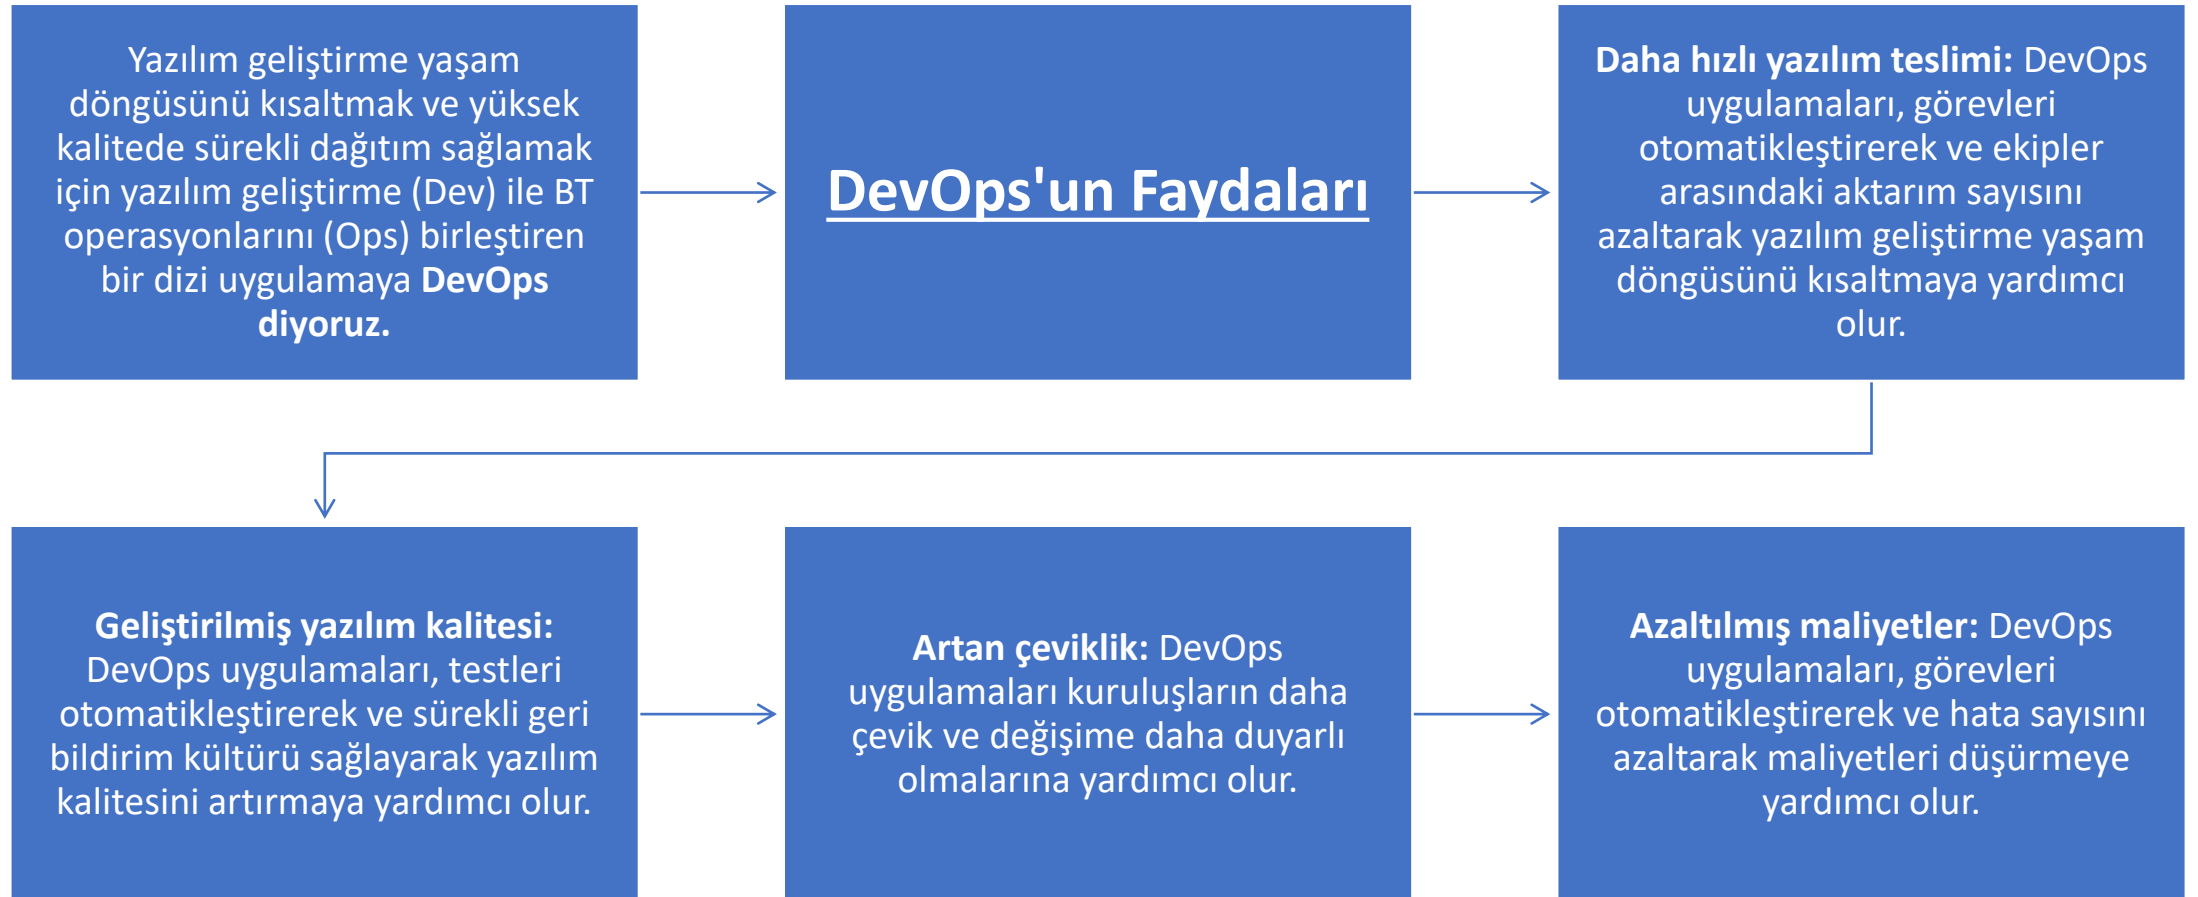 Yazılım geliştirme yaşam
döngüsünü kısaltmak ve yüksek
kalitede sürekli dağıtım sağlamak
için yazılım geliştirme (Dev) ile BT
operasyonlarını (Ops) birleştiren
bir dizi uygulamaya DevOps
diyoruz.
DevOps'un Faydaları
Daha hızlı yazılım teslimi: DevOps
uygulamaları, görevleri
otomatikleştirerek ve ekipler
arasındaki aktarım sayısını
azaltarak yazılım geliştirme yaşam
döngüsünü kısaltmaya yardımcı
olur.
Geliştirilmiş yazılım kalitesi:
DevOps uygulamaları, testleri
otomatikleştirerek ve sürekli geri
bildirim kültürü sağlayarak yazılım
kalitesini artırmaya yardımcı olur.
Artan çeviklik: DevOps
uygulamaları kuruluşların daha
çevik ve değişime daha duyarlı
olmalarına yardımcı olur.
Azaltılmış maliyetler: DevOps
uygulamaları, görevleri
otomatikleştirerek ve hata sayısını
azaltarak maliyetleri düşürmeye
yardımcı olur.